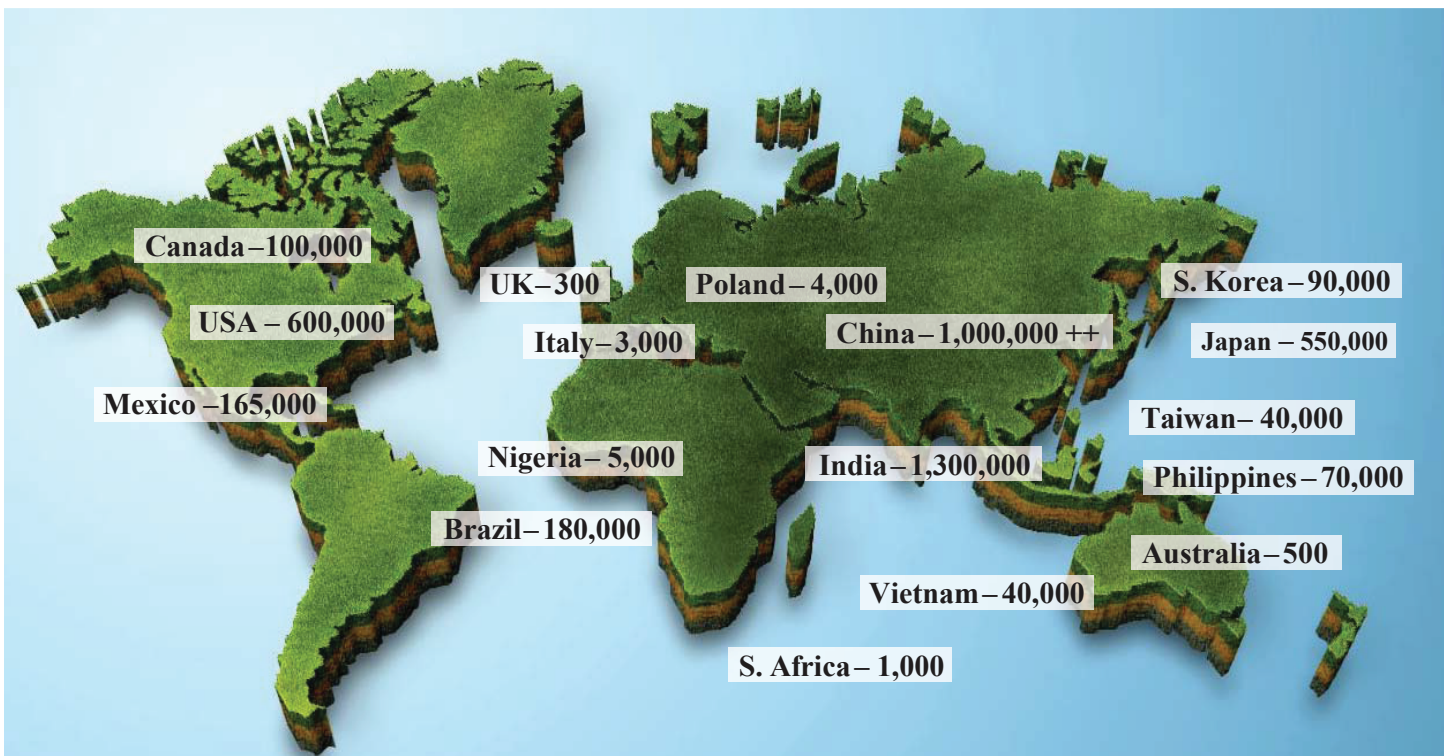 Canada–100,000
UK–300
Poland–4,000
S. Korea–90,000
USA – 600,000
Italy–3,000
China–1,000,000 ++
Japan – 550,000
Mexico –165,000
Taiwan–40,000
Nigeria–5,000
India–1,300,000
Philippines–70,000
Brazil–180,000
Australia–500
Vietnam–40,000
S. Africa–1,000